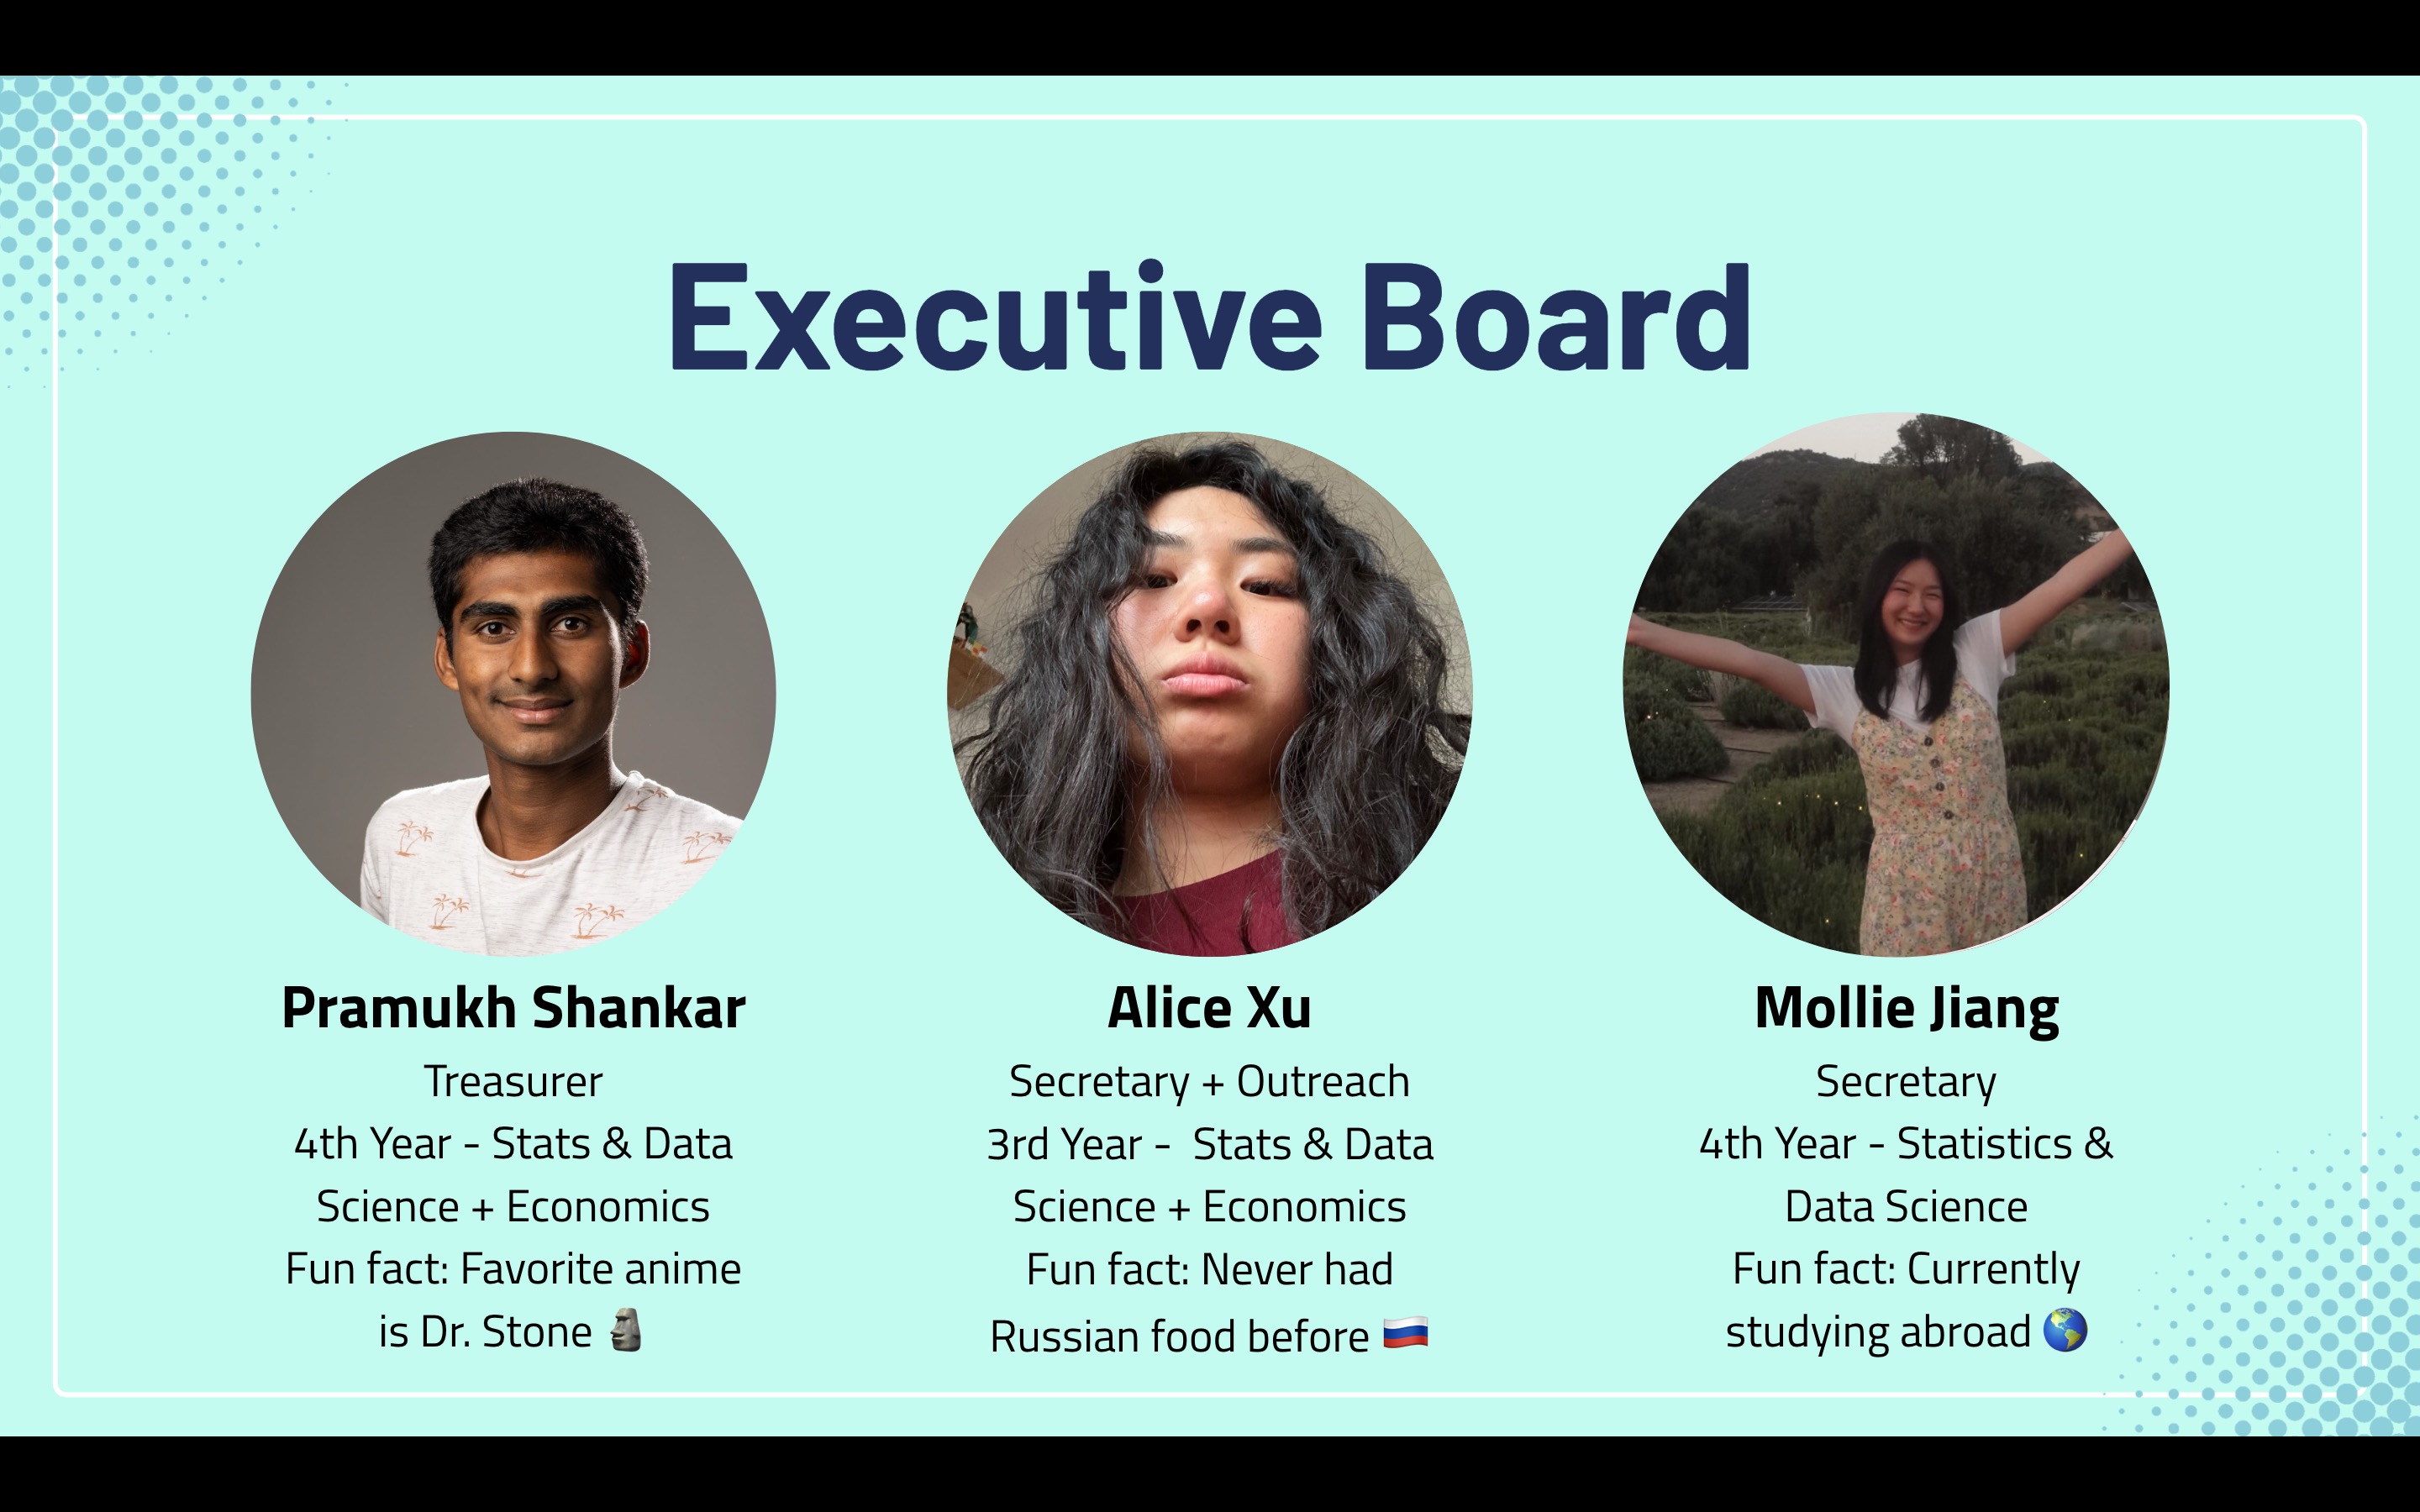 Executive Board
Pramukh Shankar
Treasurer
4th Year - Stats & Data
Science + Economics
Fun fact: Favorite anime
is Dr. Stone 🗿
Alice Xu
Secretary + Outreach
3rd Year -  Stats & Data
Science + Economics
Fun fact: Never had
Russian food before 🇷🇺
Mollie Jiang
Secretary
4th Year - Statistics &
Data Science
Fun fact: Currently
studying abroad 🌎